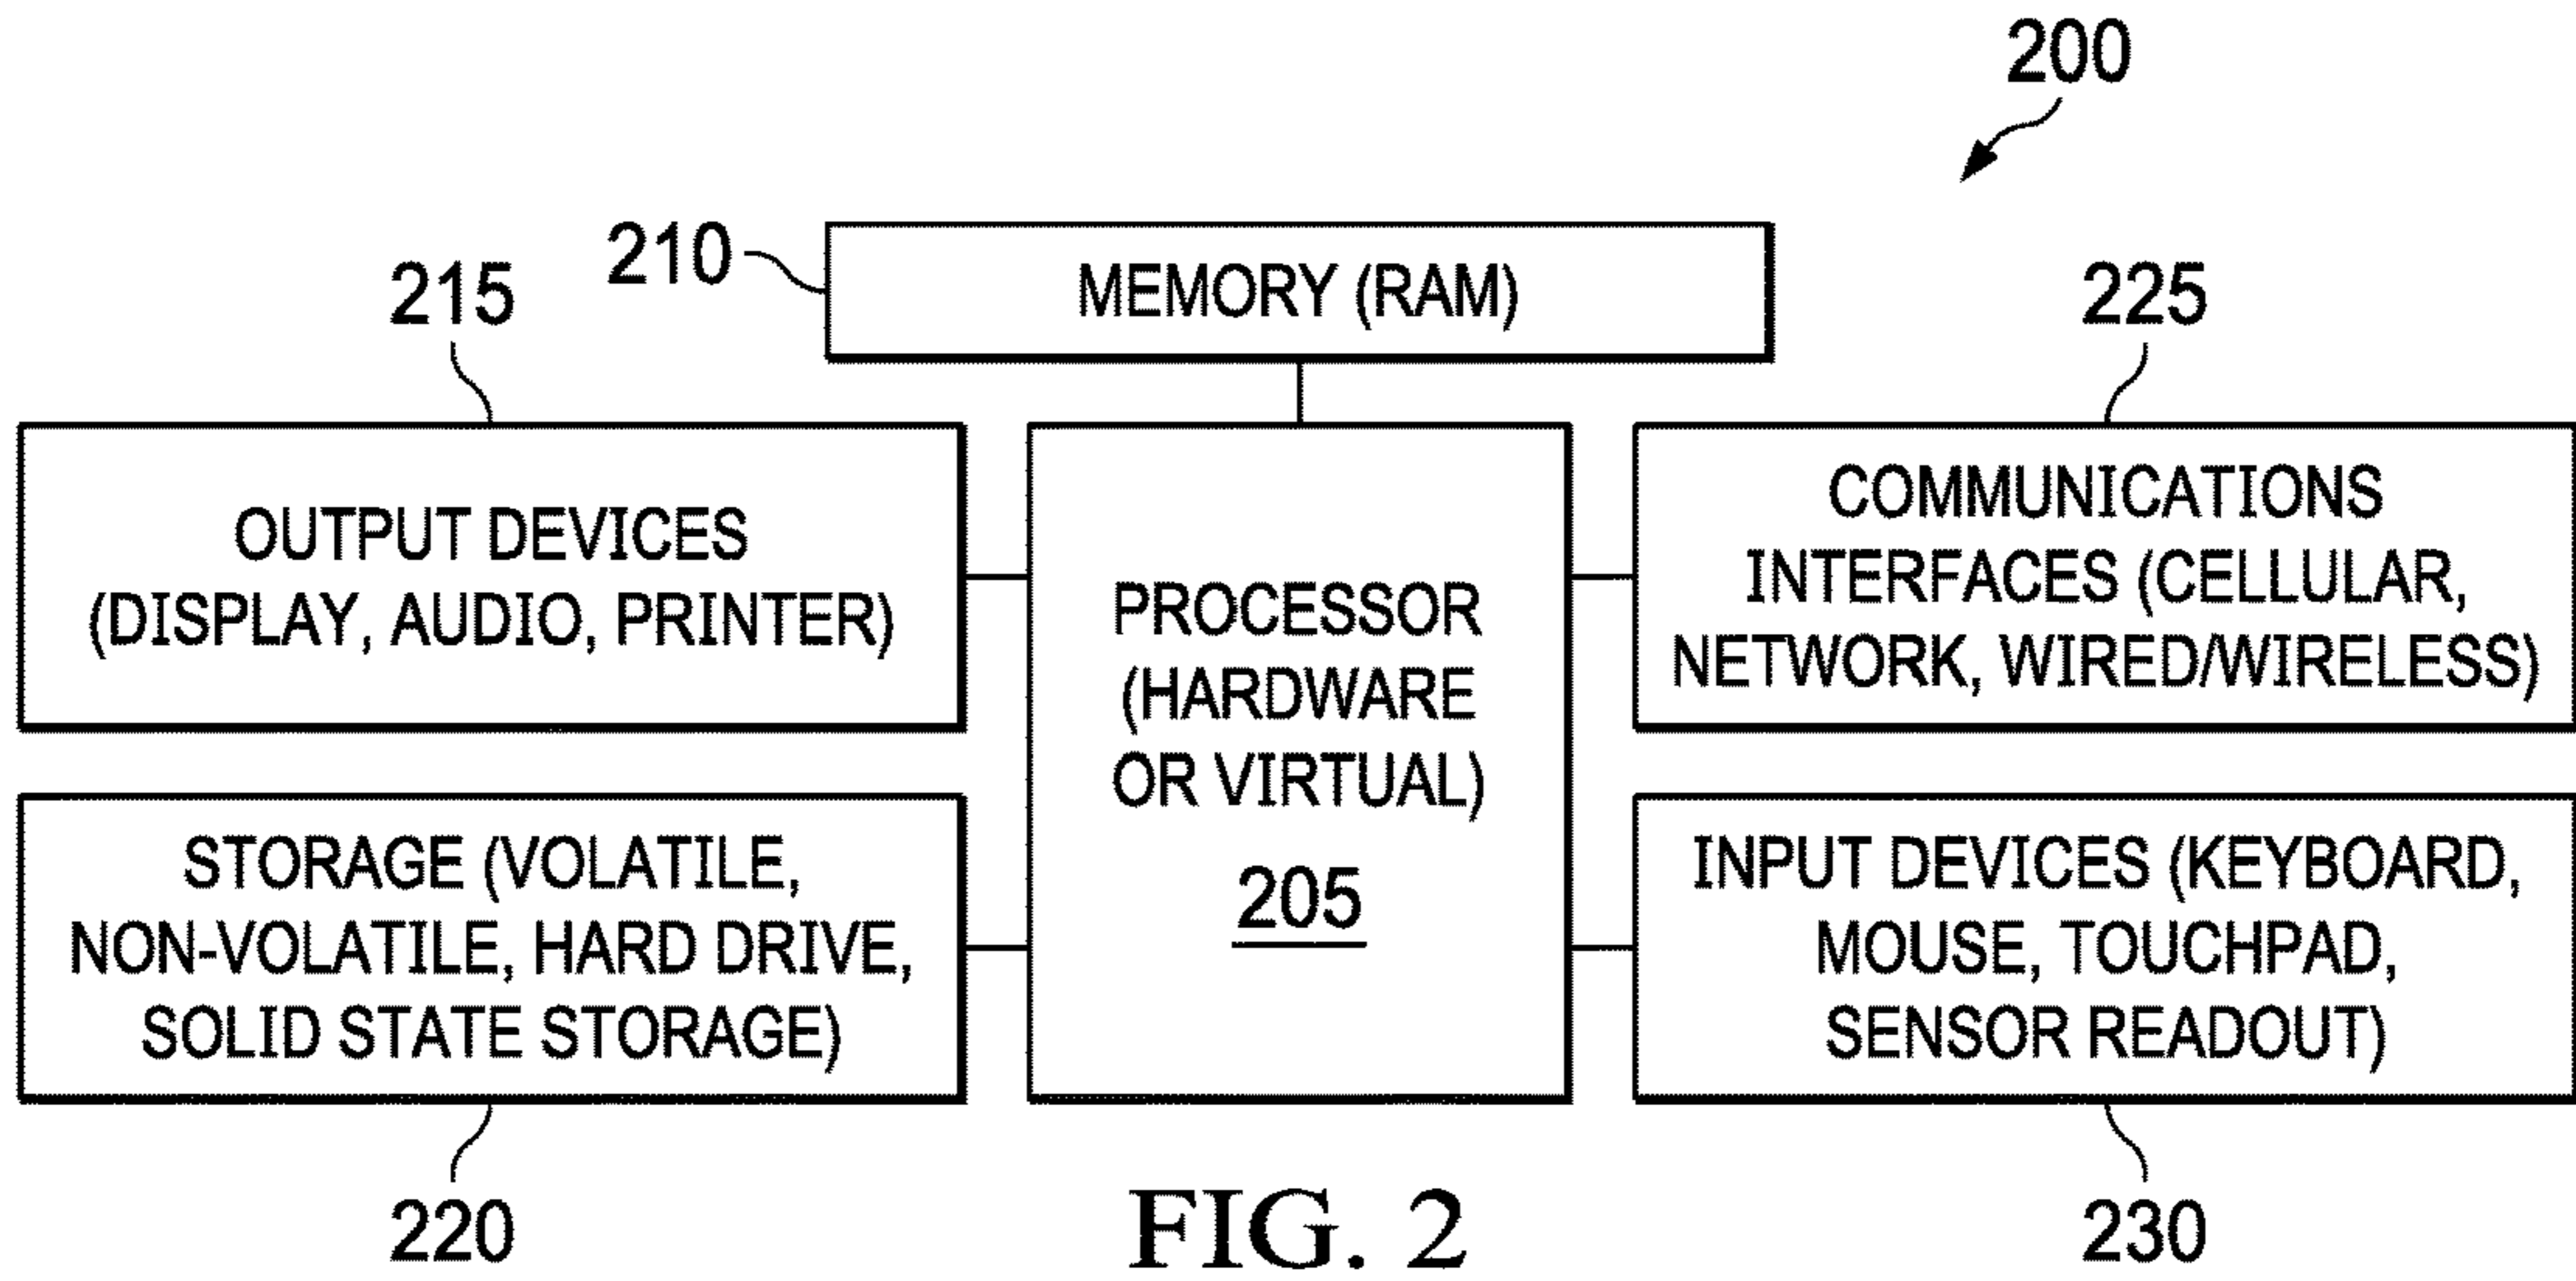 200
210
MEMORY (RAM)
215
225
OUTPUT DEVICES
(DISPLAY, AUDIO, PRINTER)
PROCESSOR
(HARDWARE
OR VIRTUAL)
205
COMMUNICATIONS
INTERFACES (CELLULAR,
NETWORK, WIRED/WIRELESS)
STORAGE (VOLATILE,
NON-VOLATILE, HARD DRIVE,
SOLID STATE STORAGE)
INPUT DEVICES (KEYBOARD,
MOUSE, TOUCHPAD,
SENSOR READOUT)
220
230
FIG. 2